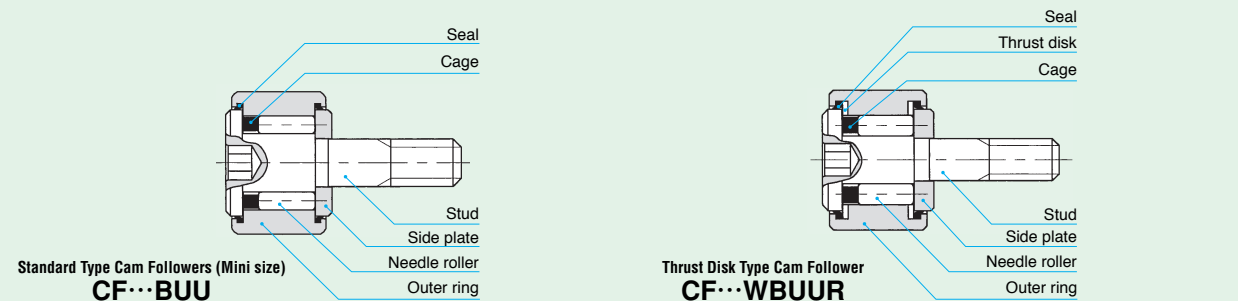 Seal
Cage
Stud
Side plate
Needle roller
Outer ring
Standard Type Cam Followers (Mini size)
CF···BUU
Seal
Thrust disk
Cage
Stud
Side plate
Needle roller
Outer ring
Thrust Disk Type Cam Follower
CF···WBUUR